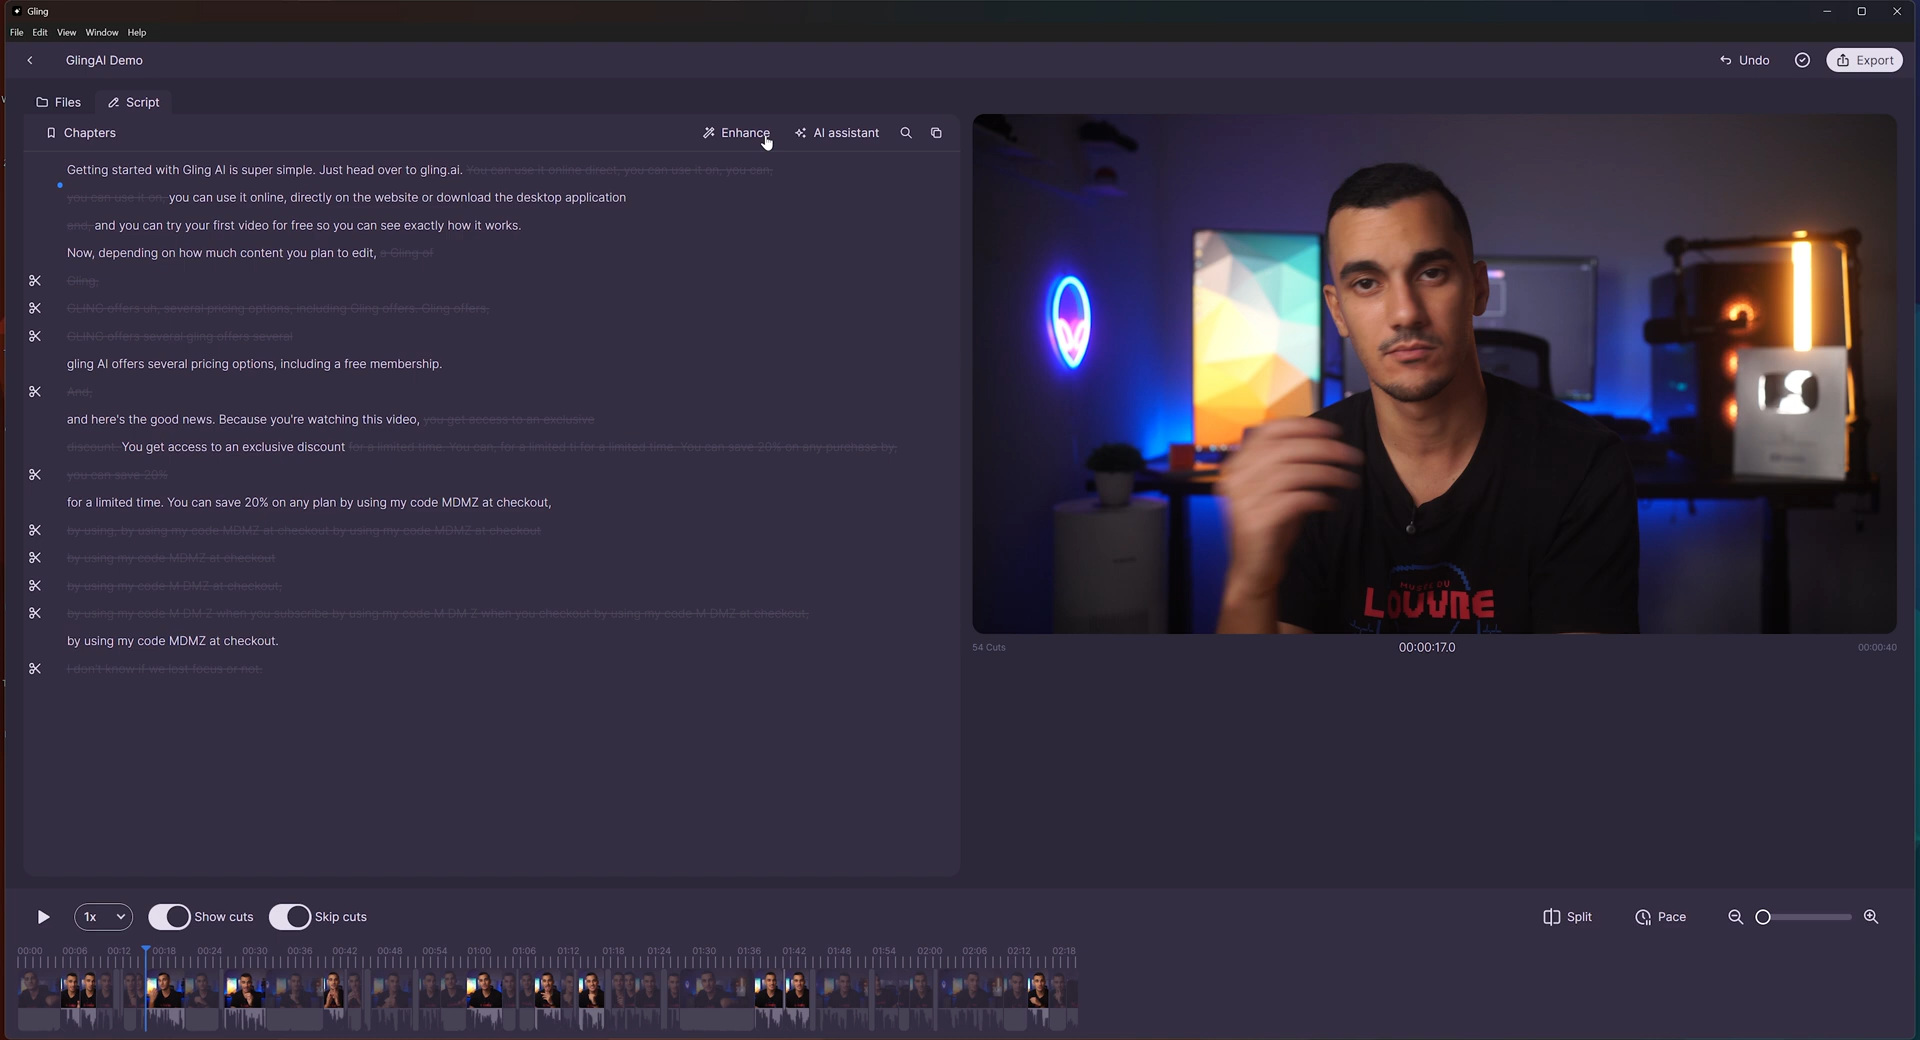 Gling
File Edit View Window Help
GlingAI Demo
Undo
Export
Files
Script
Chapters
Enhance
AI assistant
Getting started with Gling AI is super simple. Just head over to gling.ai. You can use it online direct, you can use it on, you can,
you can use it on, you can use it online, directly on the website or download the desktop application
and, and you can try your first video for free so you can see exactly how it works.
Now, depending on how much content you plan to edit, a Gling of
Gling,
GLING offers uh, several pricing options, including Gling offers. Gling offers,
GLING offers several gling offers several
gling AI offers several pricing options, including a free membership.
And,
and here's the good news. Because you're watching this video, you get access to an exclusive
discount. You get access to an exclusive discount for a limited time. You can, for a limited ti for a limited time. You can save 20% on any purchase by,
you can save 20%
for a limited time. You can save 20% on any plan by using my code MDMZ at checkout,
by using, by using my code MDMZ at checkout by using my code MDMZ at checkout
by using my code MDMZ at checkout
by using my code M DMZ at checkout,
by using my code M DM Z when you subscribe by using my code M DM Z when you checkout by using my code M DMZ at checkout,
by using my code MDMZ at checkout.
I don't know if we lost focus or not.
MUSÉE DU
LOUVRE
54 Cuts
00:00:17.0
00:00:40
1x
Show cuts
Skip cuts
Split
Pace
00:00 00:06 00:12 00:18 00:24 00:30 00:36 00:42 00:48 00:54 01:00 01:06 01:12 01:18 01:24 01:30 01:36 01:42 01:48 01:54 02:00 02:06 02:12 02:18